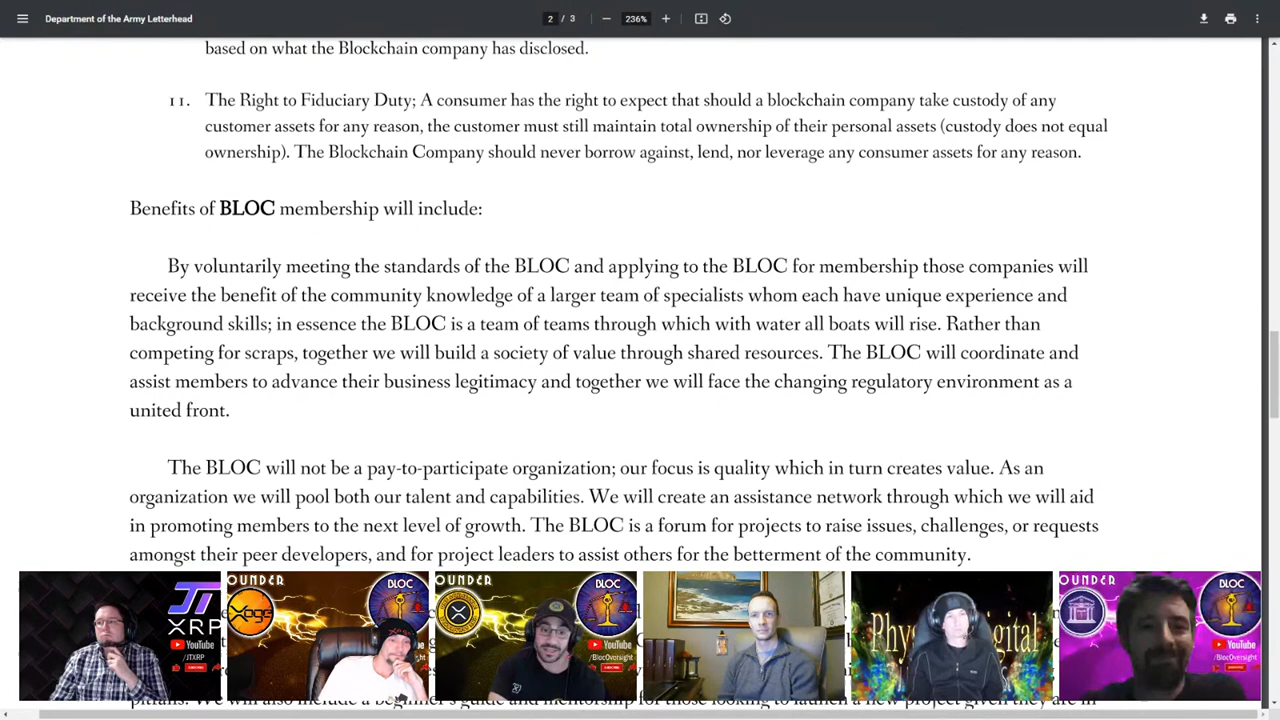 Department of the Army Letterhead
2 / 3
236%
based on what the Blockchain company has disclosed.
11. The Right to Fiduciary Duty; A consumer has the right to expect that should a blockchain company take custody of any
customer assets for any reason, the customer must still maintain total ownership of their personal assets (custody does not equal
ownership). The Blockchain Company should never borrow against, lend, nor leverage any consumer assets for any reason.
Benefits of BLOC membership will include:
By voluntarily meeting the standards of the BLOC and applying to the BLOC for membership those companies will
receive the benefit of the community knowledge of a larger team of specialists whom each have unique experience and
background skills; in essence the BLOC is a team of teams through which with water all boats will rise. Rather than
competing for scraps, together we will build a society of value through shared resources. The BLOC will coordinate and
assist members to advance their business legitimacy and together we will face the changing regulatory environment as a
united front.
The BLOC will not be a pay-to-participate organization; our focus is quality which in turn creates value. As an
organization we will pool both our talent and capabilities. We will create an assistance network through which we will aid
in promoting members to the next level of growth. The BLOC is a forum for projects to raise issues, challenges, or requests
amongst their peer developers, and for project leaders to assist others for the betterment of the community.
JT
XRP
YouTube
/JTXRP
OUNDER
BLOC
Xoge
OUNDER
BLOC
YouTube
/BlocOversight
Phy
gital
OUNDER
BLOC
YouTube
/BlocOversight